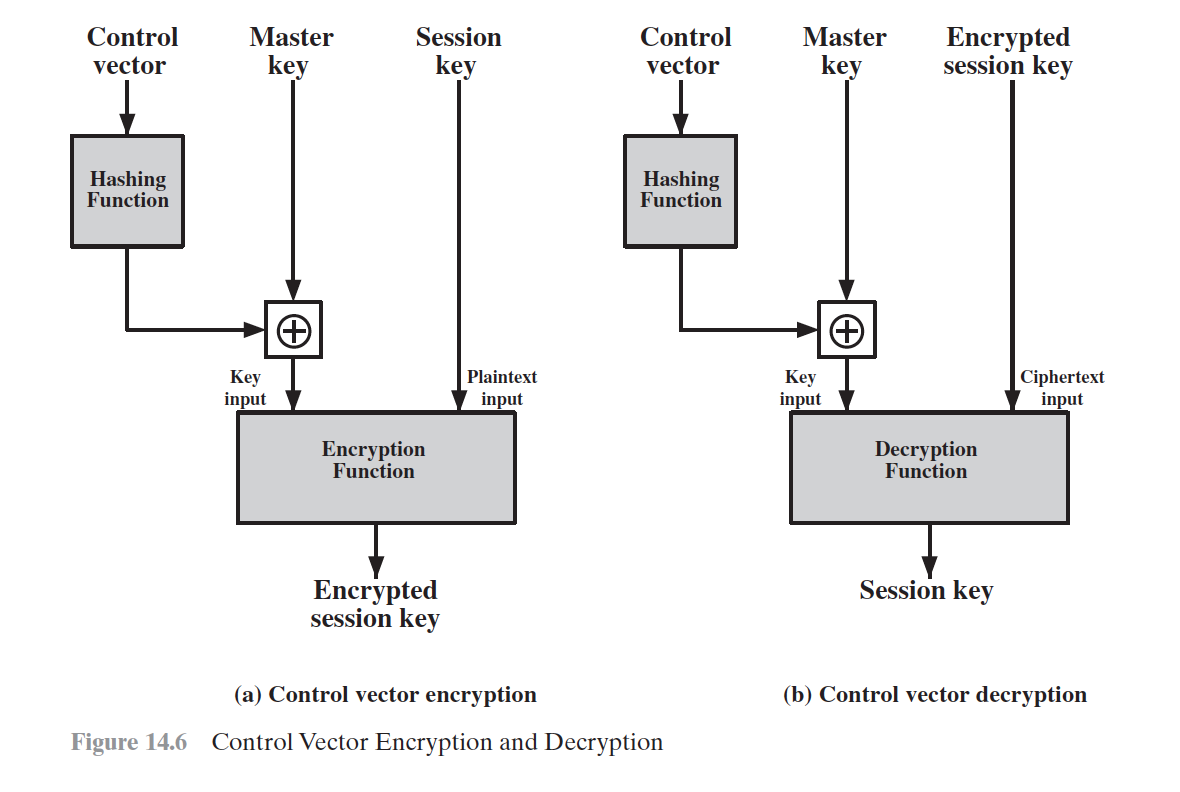 Control
vector
Master
key
Session
key
Hashing
Function
Key
input
Plaintext
input
Encryption
Function
Encrypted
session key
(a) Control vector encryption
Control
vector
Master
key
Encrypted
session key
Hashing
Function
Key
input
Ciphertext
input
Decryption
Function
Session key
(b) Control vector decryption
Figure 14.6 Control Vector Encryption and Decryption